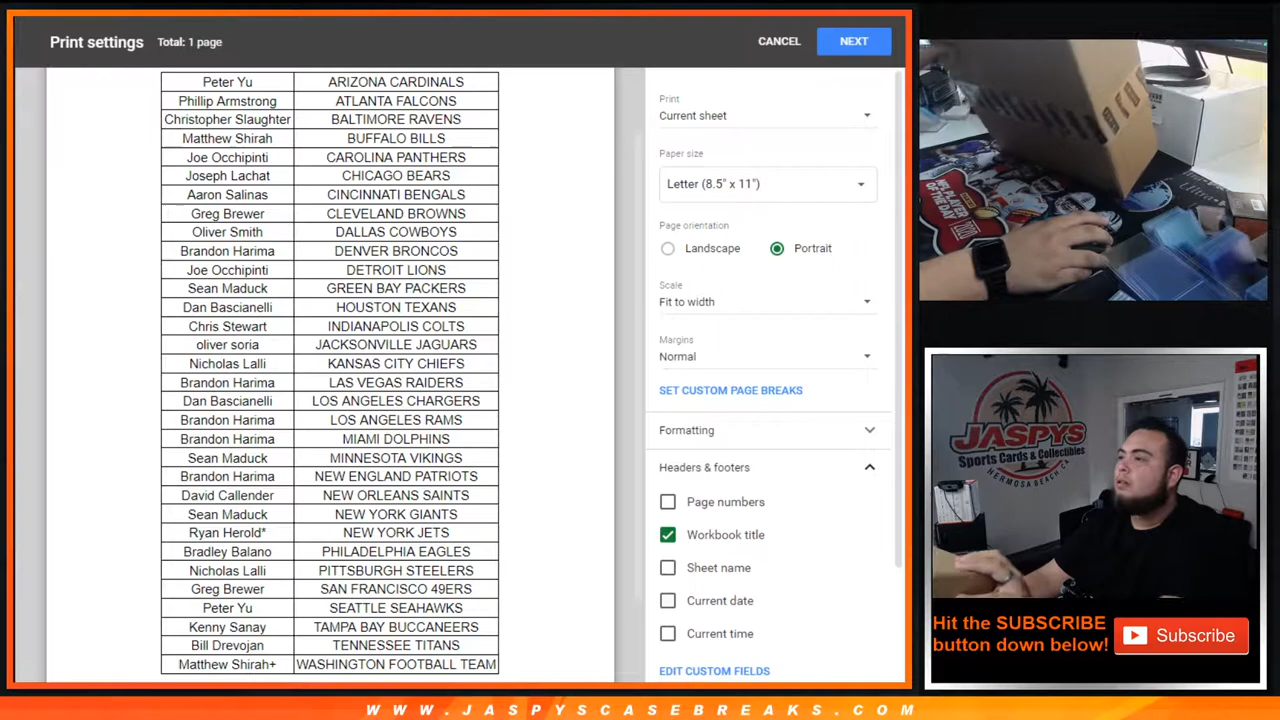 Print settings Total: 1 page CANCEL NEXT
Peter Yu ARIZONA CARDINALS
Phillip Armstrong ATLANTA FALCONS
Christopher Slaughter BALTIMORE RAVENS
Matthew Shirah BUFFALO BILLS
Joe Occhipinti CAROLINA PANTHERS
Joseph Lachat CHICAGO BEARS
Aaron Salinas CINCINNATI BENGALS
Greg Brewer CLEVELAND BROWNS
Oliver Smith DALLAS COWBOYS
Brandon Harima DENVER BRONCOS
Joe Occhipinti DETROIT LIONS
Sean Maduck GREEN BAY PACKERS
Dan Bascianelli HOUSTON TEXANS
Chris Stewart INDIANAPOLIS COLTS
oliver soria JACKSONVILLE JAGUARS
Nicholas Lalli KANSAS CITY CHIEFS
Brandon Harima LAS VEGAS RAIDERS
Dan Bascianelli LOS ANGELES CHARGERS
Brandon Harima LOS ANGELES RAMS
Brandon Harima MIAMI DOLPHINS
Sean Maduck MINNESOTA VIKINGS
Brandon Harima NEW ENGLAND PATRIOTS
David Callender NEW ORLEANS SAINTS
Sean Maduck NEW YORK GIANTS
Ryan Herold* NEW YORK JETS
Bradley Balano PHILADELPHIA EAGLES
Nicholas Lalli PITTSBURGH STEELERS
Greg Brewer SAN FRANCISCO 49ERS
Peter Yu SEATTLE SEAHAWKS
Kenny Sanay TAMPA BAY BUCCANEERS
Bill Drevojan TENNESSEE TITANS
Matthew Shirah+ WASHINGTON FOOTBALL TEAM
Print
Current sheet
Paper size
Letter (8.5" x 11")
Page orientation
Landscape Portrait
Scale
Fit to width
Margins
Normal
SET CUSTOM PAGE BREAKS
Formatting
Headers & footers
Page numbers
Workbook title
Sheet name
Current date
Current time
EDIT CUSTOM FIELDS
NFL PLAYER
OF THE DAY
2020
JASPYS
Sports Cards & Collectibles
HERMOSA BEACH CA
Hit the SUBSCRIBE
button down below!
Subscribe
WWW.JASPYSCASEBREAKS.COM